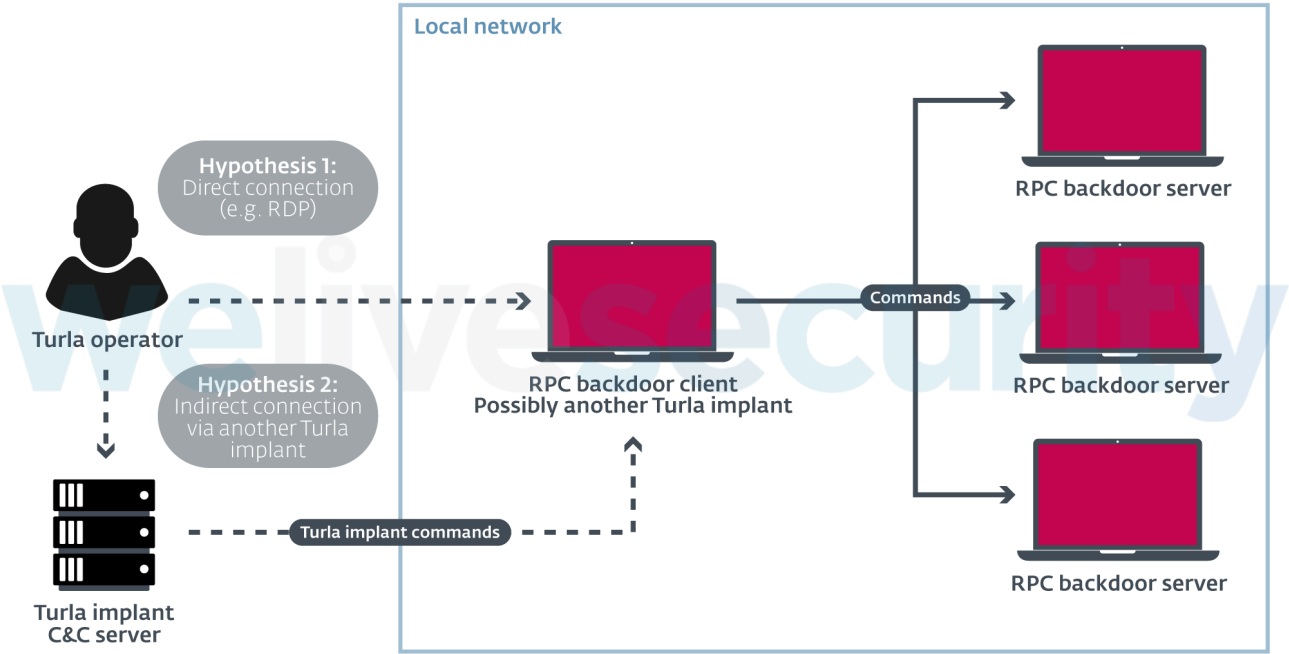 Local network
Hypothesis 1:
Direct connection
(e.g. RDP)
RPC backdoor server
Turla operator
Commands
RPC backdoor client
Possibly another Turla implant
RPC backdoor server
Hypothesis 2:
Indirect connection
via another Turla
implant
Turla implant commands
RPC backdoor server
Turla implant
C&C server
welivesecurity